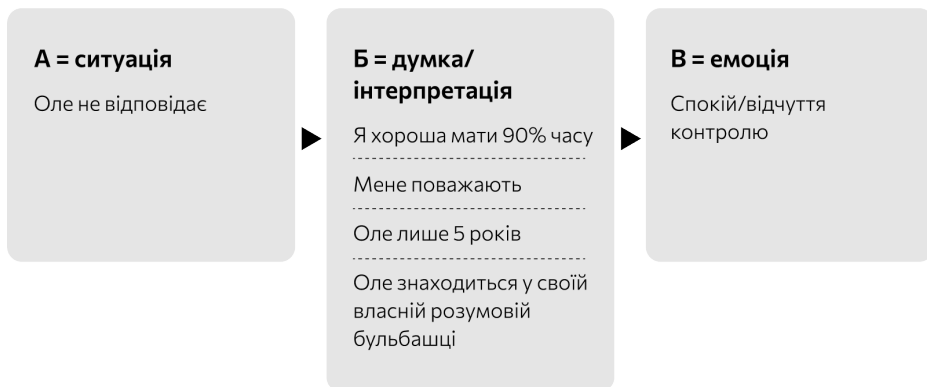 А = ситуація
Оле не відповідає
Б = думка/
інтерпретація
Я хороша мати 90% часу
Мене поважають
Оле лише 5 років
Оле знаходиться у своїй
власній розумовій
бульбашці
В = емоція
Спокій/відчуття
контролю